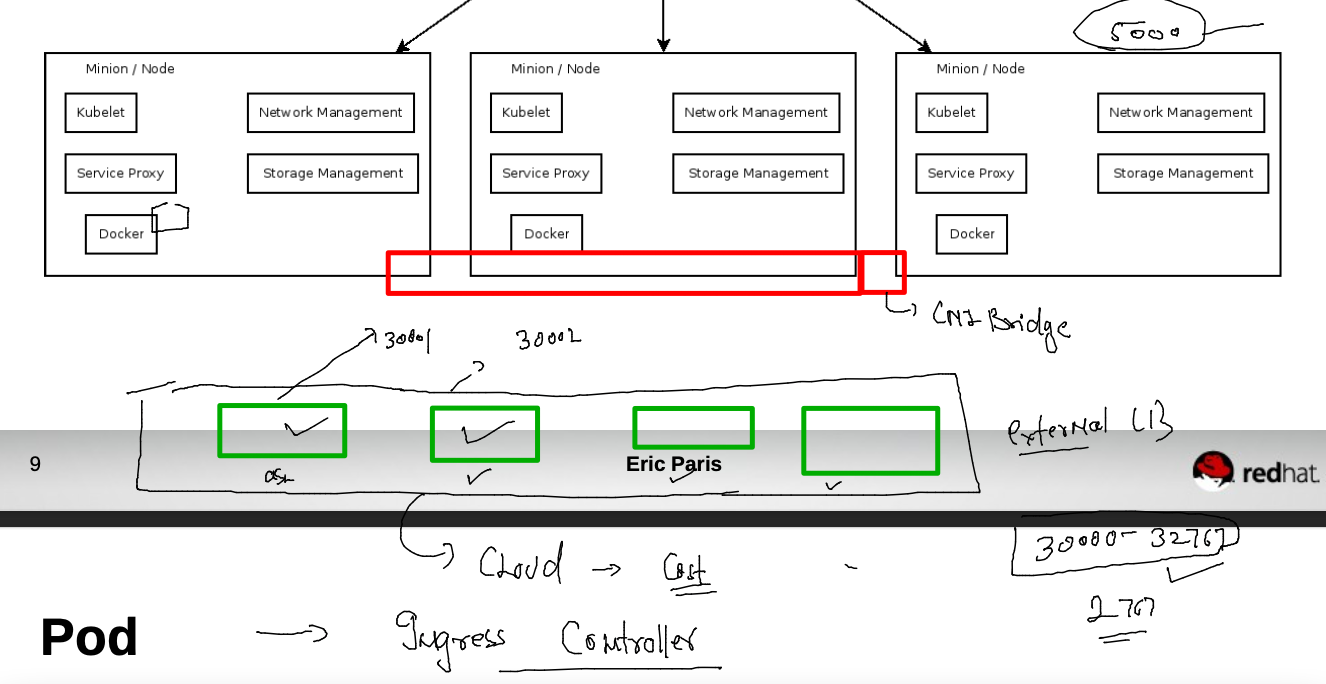 5000
Minion / Node
Minion / Node
Minion / Node
Kubelet
Network Management
Kubelet
Network Management
Kubelet
Network Management
Service Proxy
Storage Management
Service Proxy
Storage Management
Service Proxy
Storage Management
Docker
Docker
Docker
CNI Bridge
30001
30002
external LB
9
Eric Paris
redhat.
30000- 32767
Cloud → Cost
2767
Pod → Ingress Controller